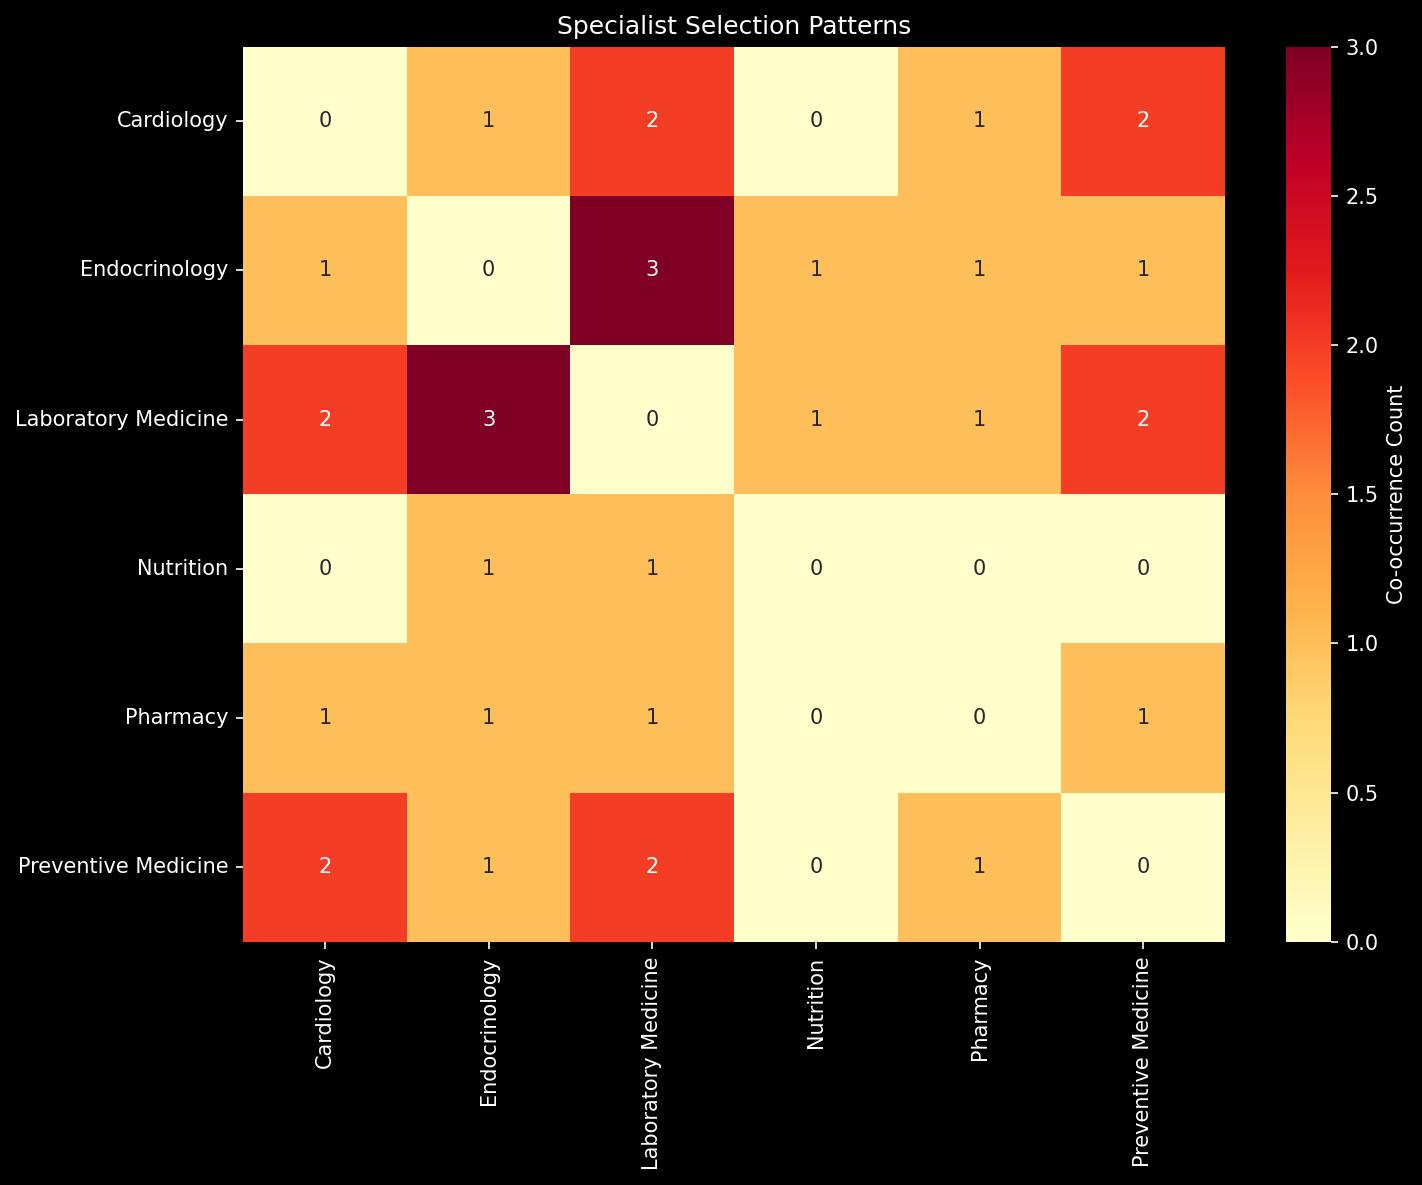 Specialist Selection Patterns
Cardiology 0 1 2 0 1 2
Endocrinology 1 0 3 1 1 1
Laboratory Medicine 2 3 0 1 1 2
Nutrition 0 1 1 0 0 0
Pharmacy 1 1 1 0 0 1
Preventive Medicine 2 1 2 0 1 0
Cardiology
Endocrinology
Laboratory Medicine
Nutrition
Pharmacy
Preventive Medicine
3.0
2.5
2.0
1.5
1.0
0.5
0.0
Co-occurrence Count